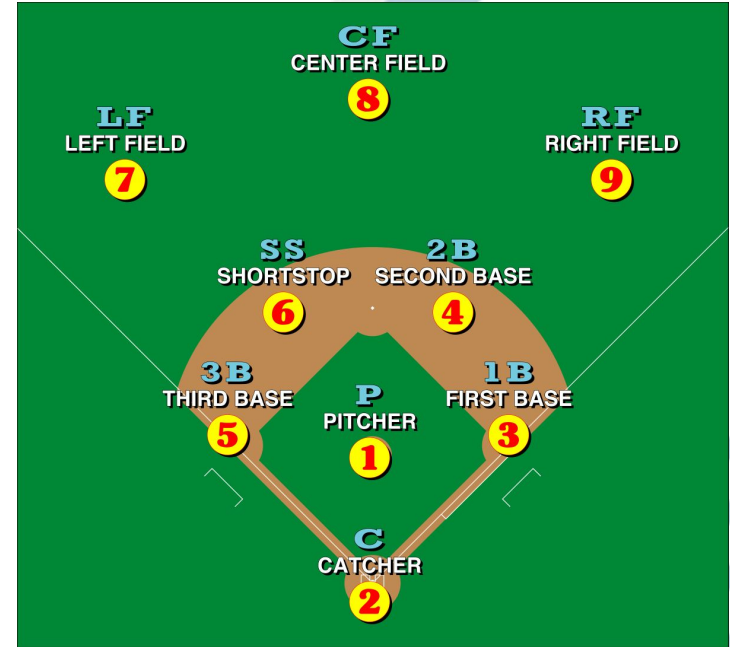 CF
CENTER FIELD
8
LF
LEFT FIELD
7
RF
RIGHT FIELD
9
SS
SHORTSTOP
6
2B
SECOND BASE
4
3B
THIRD BASE
5
P
PITCHER
1
1B
FIRST BASE
3
C
CATCHER
2